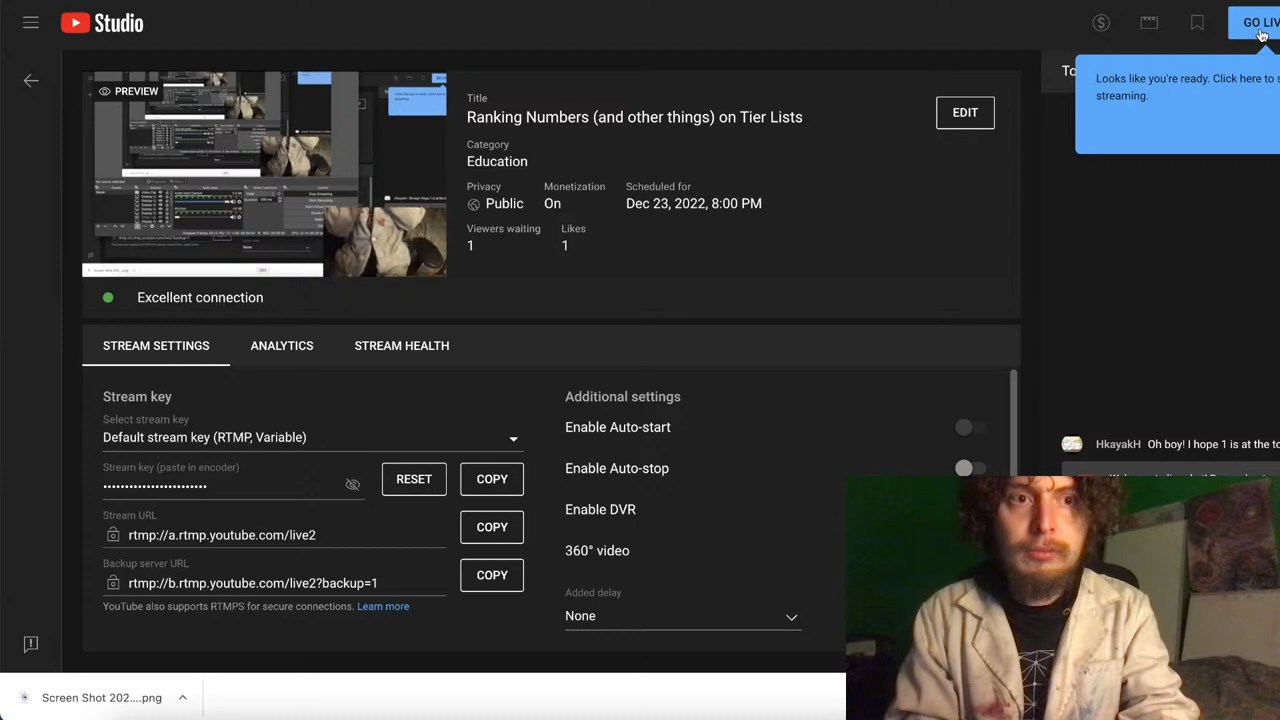 Studio
GO LIV
Looks like you're ready. Click here to s
streaming.
To
PREVIEW
Title
Ranking Numbers (and other things) on Tier Lists
EDIT
Category
Education
Privacy
Monetization
Scheduled for
Public
On
Dec 23, 2022, 8:00 PM
Viewers waiting
Likes
1
1
Excellent connection
STREAM SETTINGS
ANALYTICS
STREAM HEALTH
Stream key
Select stream key
Default stream key (RTMP, Variable)
Stream key (paste in encoder)
••••••••••••••••••••••••
RESET
COPY
Stream URL
rtmp://a.rtmp.youtube.com/live2
COPY
Backup server URL
rtmp://b.rtmp.youtube.com/live2?backup=1
COPY
YouTube also supports RTMPS for secure connections. Learn more
Additional settings
Enable Auto-start
Enable Auto-stop
Enable DVR
360° video
Added delay
None
HkayakH Oh boy! I hope 1 is at the to
Screen Shot 202....png